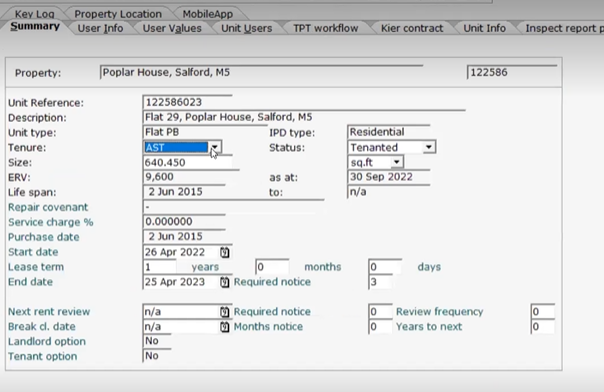 Key Log Property Location MobileApp
Summary User Info User Values Unit Users TPT workflow Kier contract Unit Info Inspect report p
Property: Poplar House, Salford, M5 122586
Unit Reference: 122586023
Description: Flat 29, Poplar House, Salford, M5
Unit type: Flat PB IPD type: Residential
Tenure: AST Status: Tenanted
Size: 640.450 sq.ft
ERV: 9,600 as at: 30 Sep 2022
Life span: 2 Jun 2015 to: n/a
Repair covenant -
Service charge % 0.000000
Purchase date 2 Jun 2015
Start date 26 Apr 2022
Lease term 1 years 0 months 0 days
End date 25 Apr 2023 Required notice 3
Next rent review n/a Required notice 0 Review frequency 0
Break cl. date n/a Months notice 0 Years to next 0
Landlord option No
Tenant option No